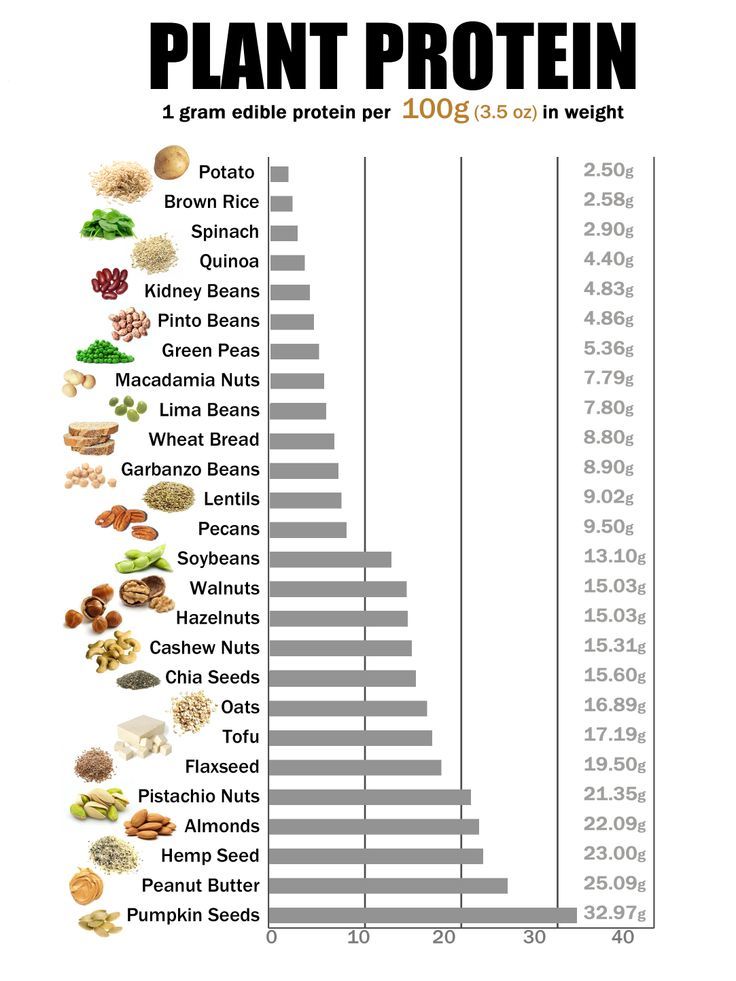 PLANT PROTEIN
1 gram edible protein per 100g (3.5 oz) in weight
Potato 2.50g
Brown Rice 2.58g
Spinach 2.90g
Quinoa 4.40g
Kidney Beans 4.83g
Pinto Beans 4.86g
Green Peas 5.36g
Macadamia Nuts 7.79g
Lima Beans 7.80g
Wheat Bread 8.80g
Garbanzo Beans 8.90g
Lentils 9.02g
Pecans 9.50g
Soybeans 13.10g
Walnuts 15.03g
Hazelnuts 15.03g
Cashew Nuts 15.31g
Chia Seeds 15.60g
Oats 16.89g
Tofu 17.19g
Flaxseed 19.50g
Pistachio Nuts 21.35g
Almonds 22.09g
Hemp Seed 23.00g
Peanut Butter 25.09g
Pumpkin Seeds 32.97g
0 10 20 30 40